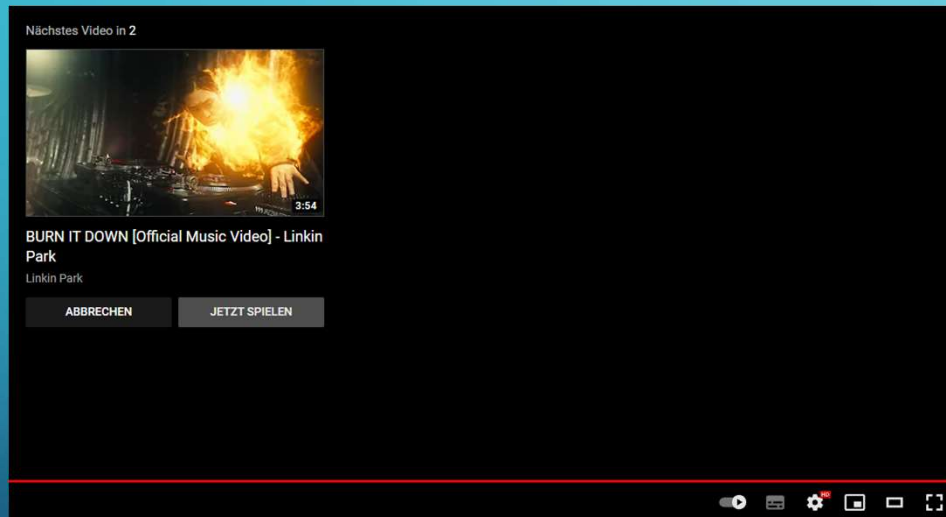 Nächstes Video in 2
3:54
BURN IT DOWN [Official Music Video] - Linkin
Park
Linkin Park
ABBRECHEN
JETZT SPIELEN
HD